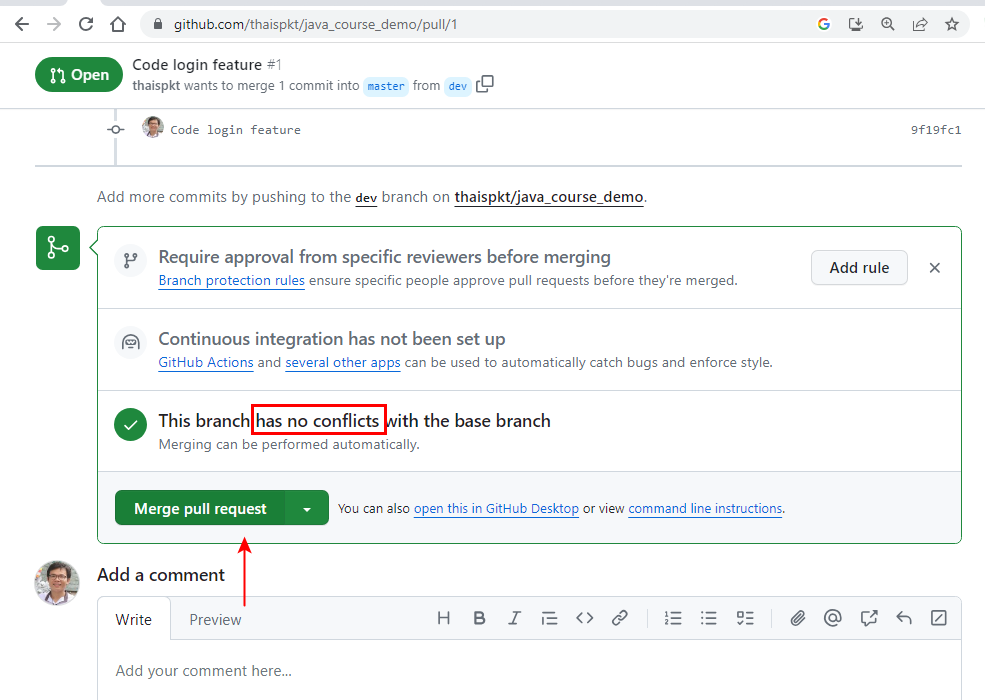 github.com/thaispkt/java_course_demo/pull/1
Open
Code login feature #1
thaispkt wants to merge 1 commit into master from dev
Code login feature 9f19fc1
Add more commits by pushing to the dev branch on thaispkt/java_course_demo.
Require approval from specific reviewers before merging
Branch protection rules ensure specific people approve pull requests before they're merged.
Add rule
Continuous integration has not been set up
GitHub Actions and several other apps can be used to automatically catch bugs and enforce style.
This branch has no conflicts with the base branch
Merging can be performed automatically.
Merge pull request You can also open this in GitHub Desktop or view command line instructions.
Add a comment
Write Preview
Add your comment here...